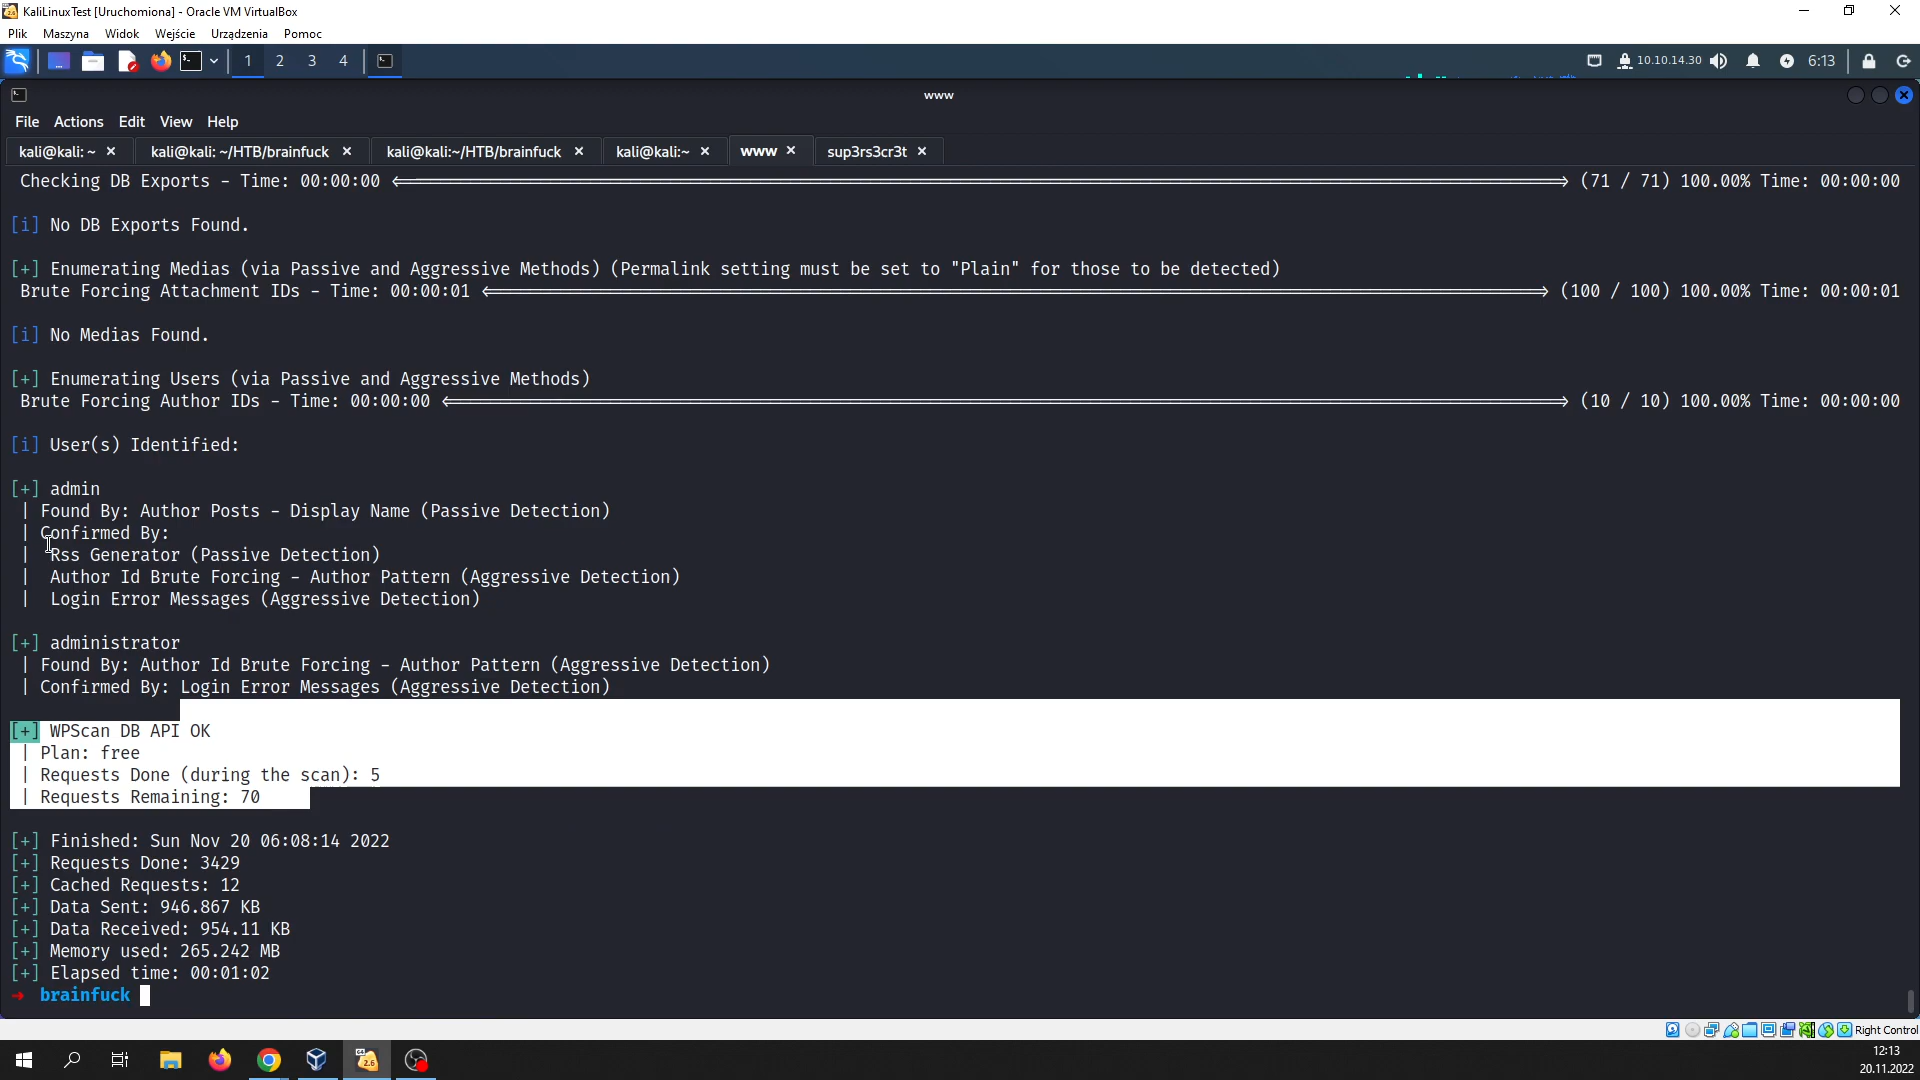 KaliLinuxTest [Uruchomiona] - Oracle VM VirtualBox
Plik Maszyna Widok Wejście Urządzenia Pomoc
1 2 3 4 10.10.14.30 6:13
www
File Actions Edit View Help
kali@kali: ~ × kali@kali: ~/HTB/brainfuck × kali@kali:~/HTB/brainfuck × kali@kali:~ × www × sup3rs3cr3t ×
Checking DB Exports - Time: 00:00:00 <=> (71 / 71) 100.00% Time: 00:00:00
[i] No DB Exports Found.
[+] Enumerating Medias (via Passive and Aggressive Methods) (Permalink setting must be set to "Plain" for those to be detected)
Brute Forcing Attachment IDs - Time: 00:00:01 <=> (100 / 100) 100.00% Time: 00:00:01
[i] No Medias Found.
[+] Enumerating Users (via Passive and Aggressive Methods)
Brute Forcing Author IDs - Time: 00:00:00 <=> (10 / 10) 100.00% Time: 00:00:00
[i] User(s) Identified:
[+] admin
| Found By: Author Posts - Display Name (Passive Detection)
| Confirmed By:
|  Rss Generator (Passive Detection)
|  Author Id Brute Forcing - Author Pattern (Aggressive Detection)
|  Login Error Messages (Aggressive Detection)
[+] administrator
| Found By: Author Id Brute Forcing - Author Pattern (Aggressive Detection)
| Confirmed By: Login Error Messages (Aggressive Detection)
[+] WPScan DB API OK
| Plan: free
| Requests Done (during the scan): 5
| Requests Remaining: 70
[+] Finished: Sun Nov 20 06:08:14 2022
[+] Requests Done: 3429
[+] Cached Requests: 12
[+] Data Sent: 946.867 KB
[+] Data Received: 954.11 KB
[+] Memory used: 265.242 MB
[+] Elapsed time: 00:01:02
→ brainfuck
Right Control
12:13
20.11.2022